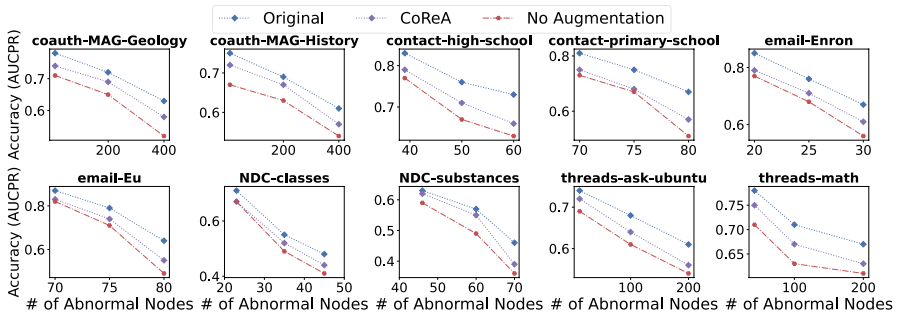 Original CoReA No Augmentation
coauth-MAG-Geology coauth-MAG-History contact-high-school contact-primary-school email-Enron
Accuracy (AUCPR)
0.7 0.6 200 400
0.7 0.6 200 400
0.8 0.7 40 50 60
0.8 0.6 70 75 80
0.8 0.6 20 25 30
email-Eu NDC-classes NDC-substances threads-ask-ubuntu threads-math
Accuracy (AUCPR)
0.8 0.6 70 75 80
0.6 0.4 20 30 40 50
0.6 0.5 0.4 40 50 60 70
0.7 0.6 100 200
0.75 0.70 0.65 100 200
# of Abnormal Nodes # of Abnormal Nodes # of Abnormal Nodes # of Abnormal Nodes # of Abnormal Nodes